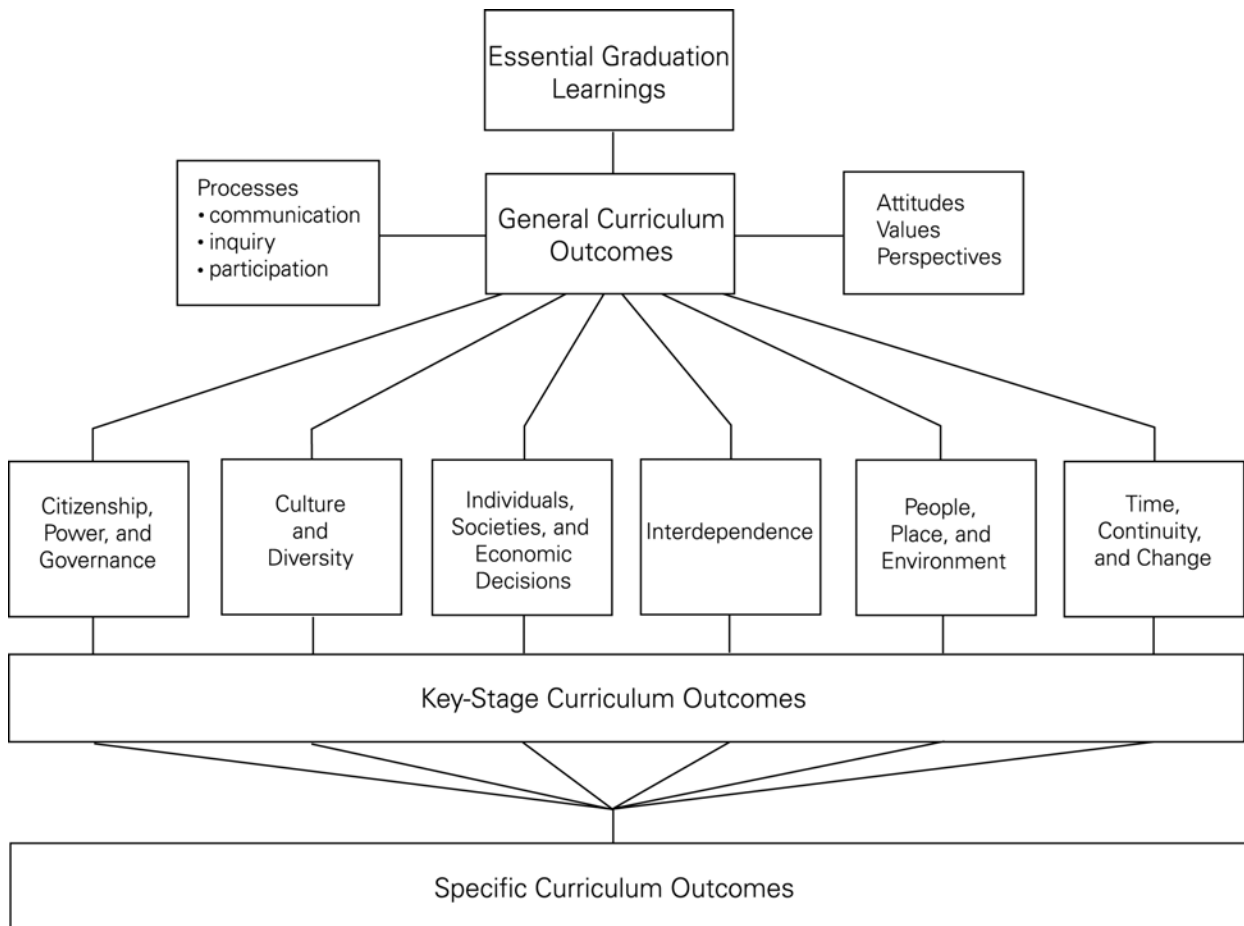 Essential Graduation
Learnings
Processes
• communication
• inquiry
• participation
General Curriculum
Outcomes
Attitudes
Values
Perspectives
Citizenship,
Power, and
Governance
Culture
and
Diversity
Individuals,
Societies, and
Economic
Decisions
Interdependence
People,
Place, and
Environment
Time,
Continuity,
and Change
Key-Stage Curriculum Outcomes
Specific Curriculum Outcomes